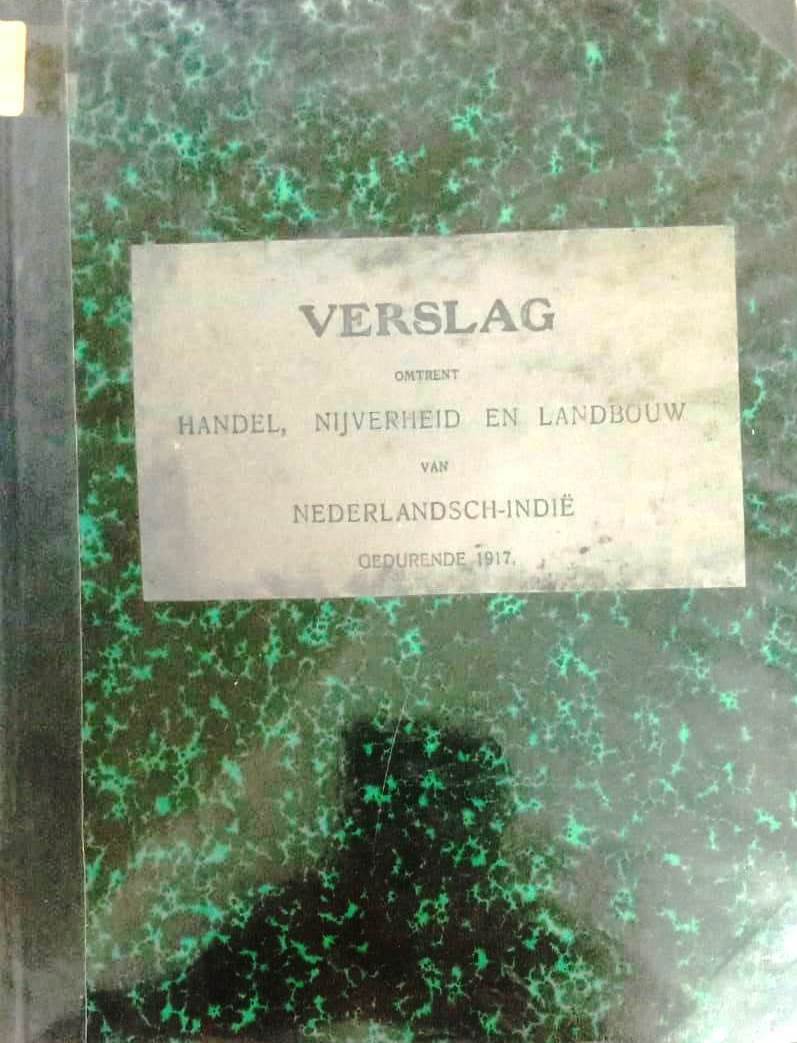 VERSLAG
OMTRENT
HANDEL, NIJVERHEID EN LANDBOUW
VAN
NEDERLANDSCH-INDIË
GEDURENDE 1917.